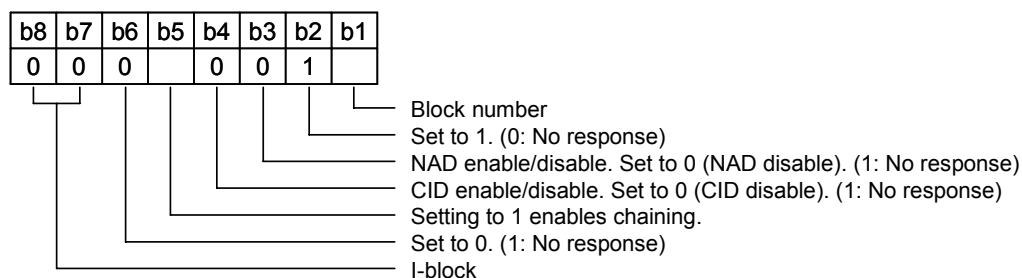 b8 b7 b6 b5 b4 b3 b2 b1
0 0 0 0 0 1
Block number
Set to 1. (0: No response)
NAD enable/disable. Set to 0 (NAD disable). (1: No response)
CID enable/disable. Set to 0 (CID disable). (1: No response)
Setting to 1 enables chaining.
Set to 0. (1: No response)
I-block